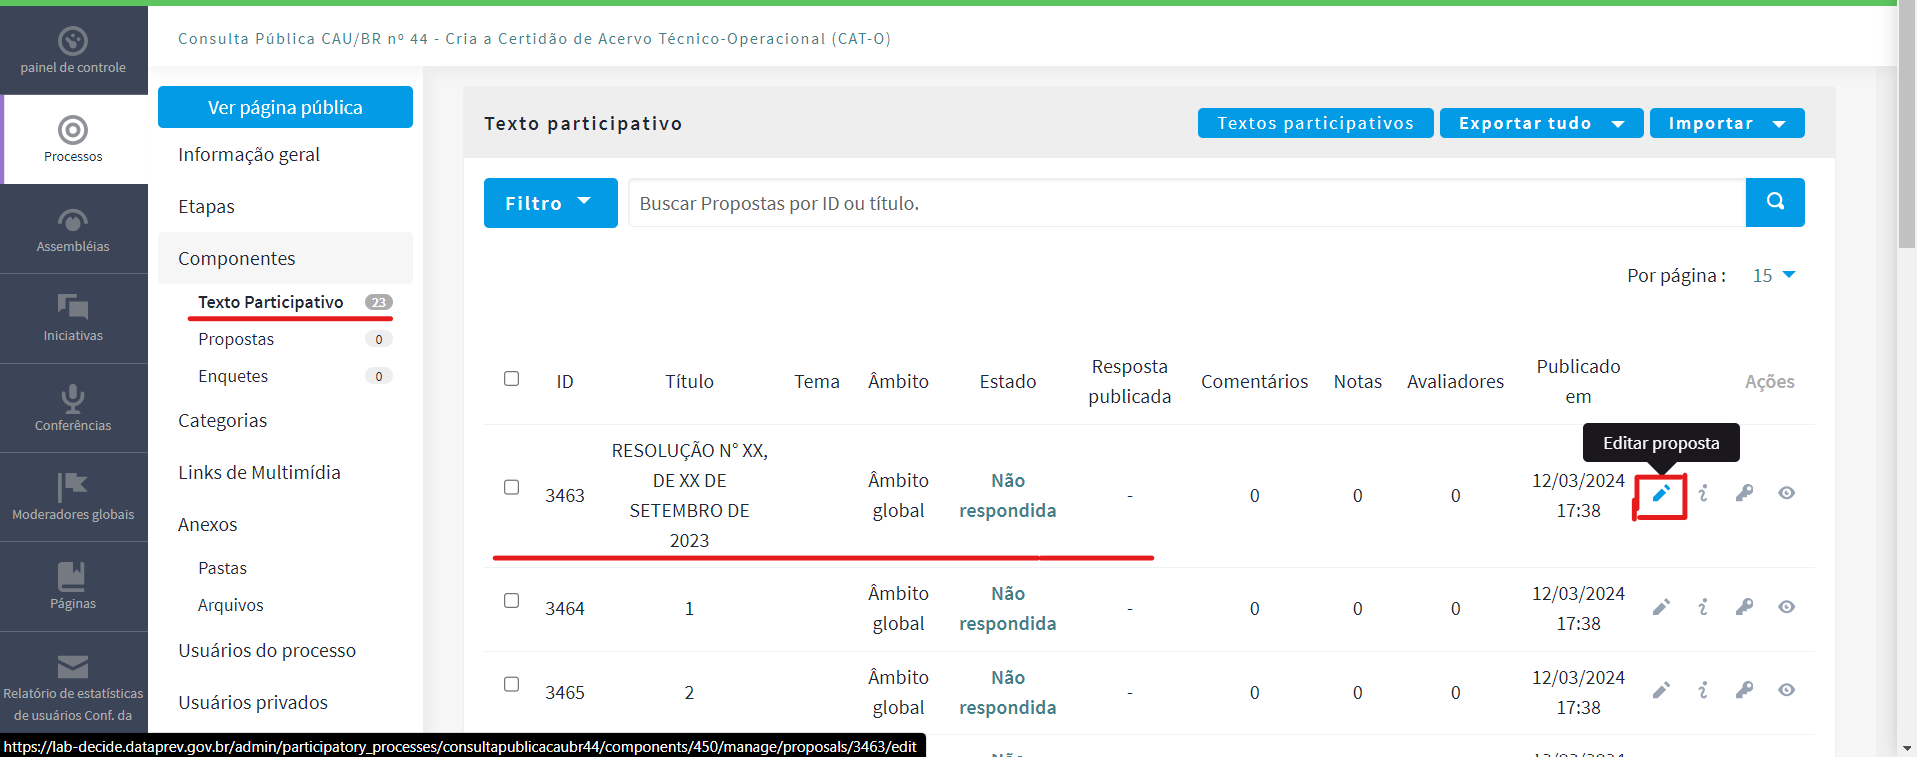 Consulta Pública CAU/BR nº 44 - Cria a Certidão de Acervo Técnico-Operacional (CAT-O)
painel de controle
Processos
Assembléias
Iniciativas
Conferências
Moderadores globais
Páginas
Relatório de estatísticas
de usuários Conf. da
Ver página pública
Informação geral
Etapas
Componentes
Texto Participativo 23
Propostas 0
Enquetes 0
Categorias
Links de Multimídia
Anexos
Pastas
Arquivos
Usuários do processo
Usuários privados
Texto participativo
Textos participativos Exportar tudo Importar
Filtro Buscar Propostas por ID ou título.
Por página : 15
ID Título Tema Âmbito Estado Resposta publicada Comentários Notas Avaliadores Publicado em Ações
Editar proposta
3463 RESOLUÇÃO N° XX, DE XX DE SETEMBRO DE 2023 Âmbito global Não respondida - 0 0 0 12/03/2024 17:38
3464 1 Âmbito global Não respondida - 0 0 0 12/03/2024 17:38
3465 2 Âmbito global Não respondida - 0 0 0 12/03/2024 17:38
https://lab-decide.dataprev.gov.br/admin/participatory_processes/consultapublicacaubr44/components/450/manage/proposals/3463/edit